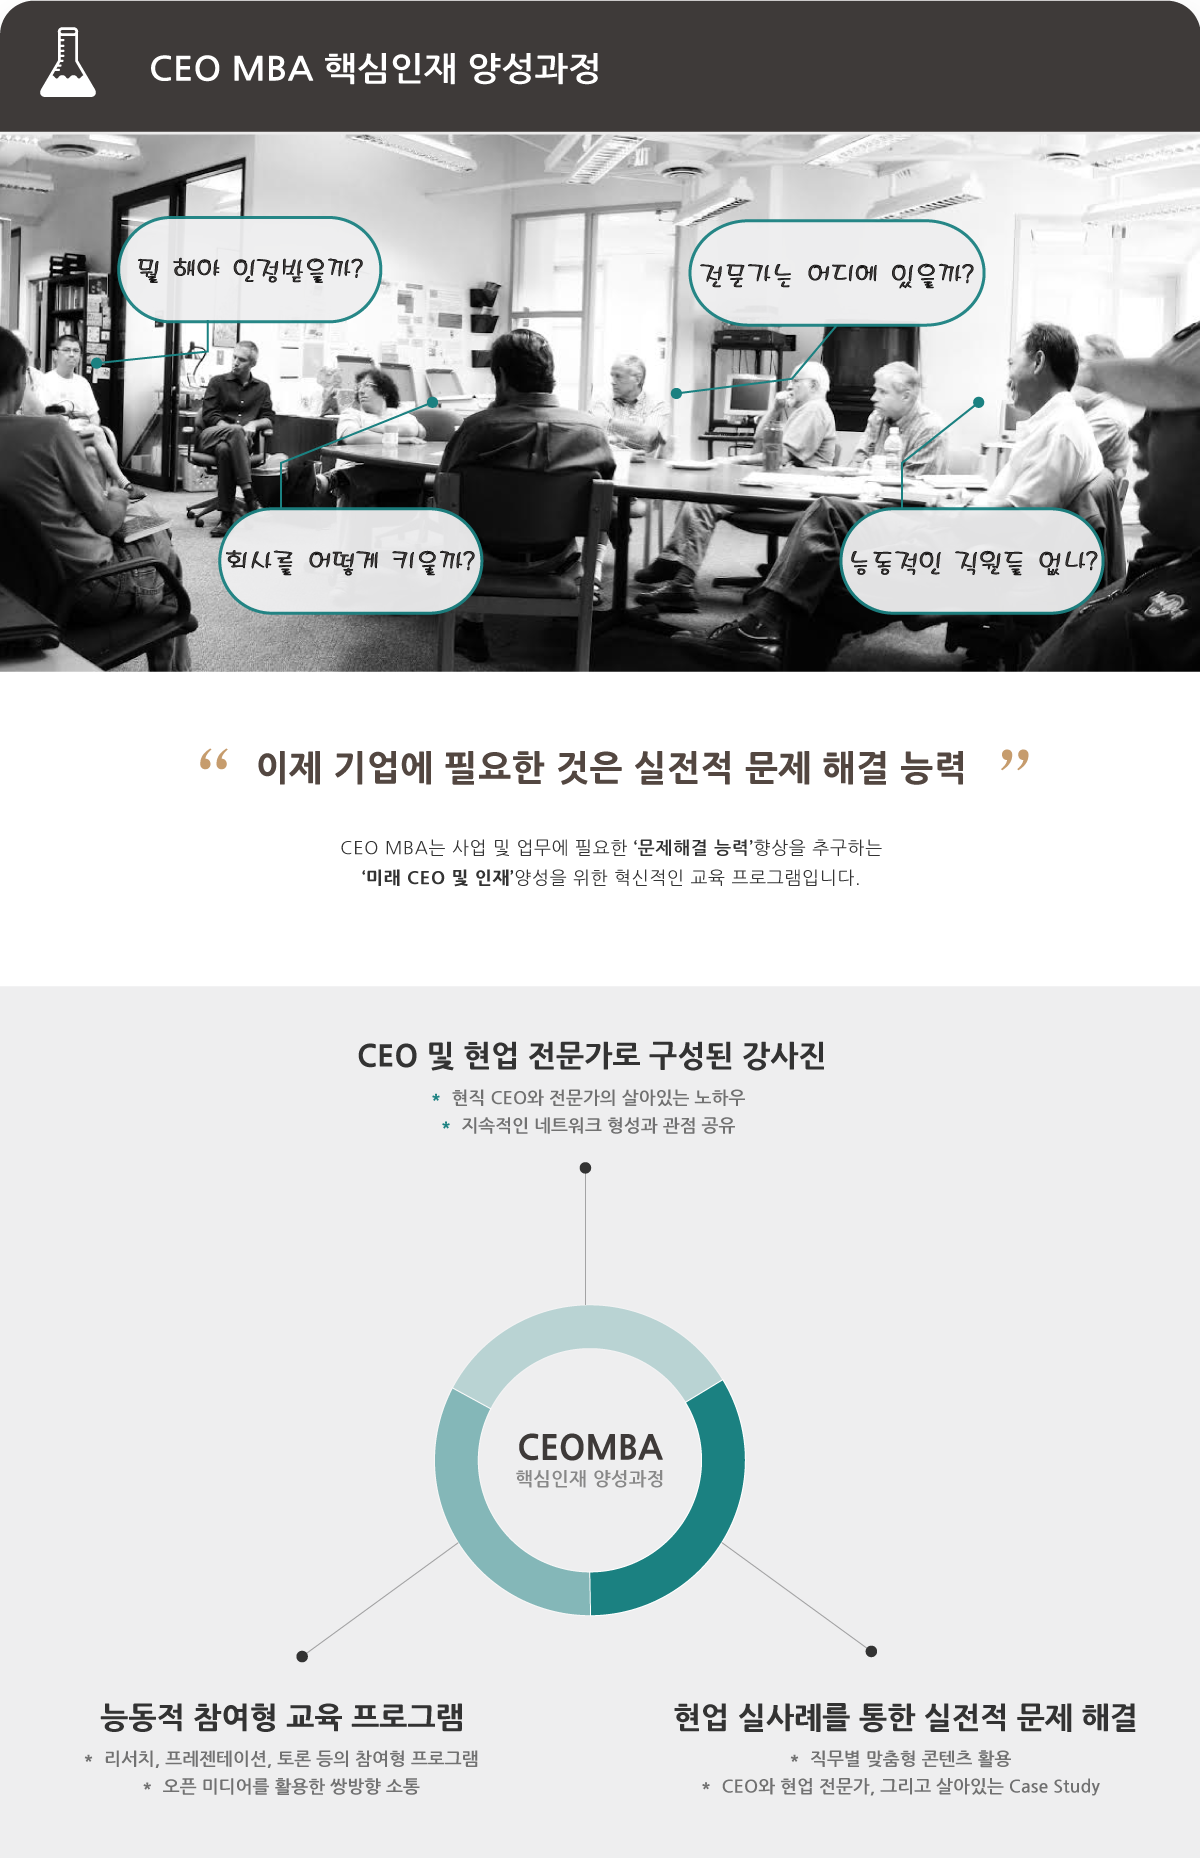 CEO MBA 핵심인재 양성과정
뭘 해야 인정받을까?
전문가는 어디에 있을까?
회사를 어떻게 키울까?
능동적인 직원들 없나?
“ 이제 기업에 필요한 것은 실전적 문제 해결 능력 ”
CEO MBA는 사업 및 업무에 필요한 ‘문제해결 능력’향상을 추구하는
‘미래 CEO 및 인재’양성을 위한 혁신적인 교육 프로그램입니다.
CEO 및 현업 전문가로 구성된 강사진
* 현직 CEO와 전문가의 살아있는 노하우
* 지속적인 네트워크 형성과 관점 공유
CEOMBA
핵심인재 양성과정
능동적 참여형 교육 프로그램
* 리서치, 프레젠테이션, 토론 등의 참여형 프로그램
* 오픈 미디어를 활용한 쌍방향 소통
현업 실사례를 통한 실전적 문제 해결
* 직무별 맞춤형 콘텐츠 활용
* CEO와 현업 전문가, 그리고 살아있는 Case Study